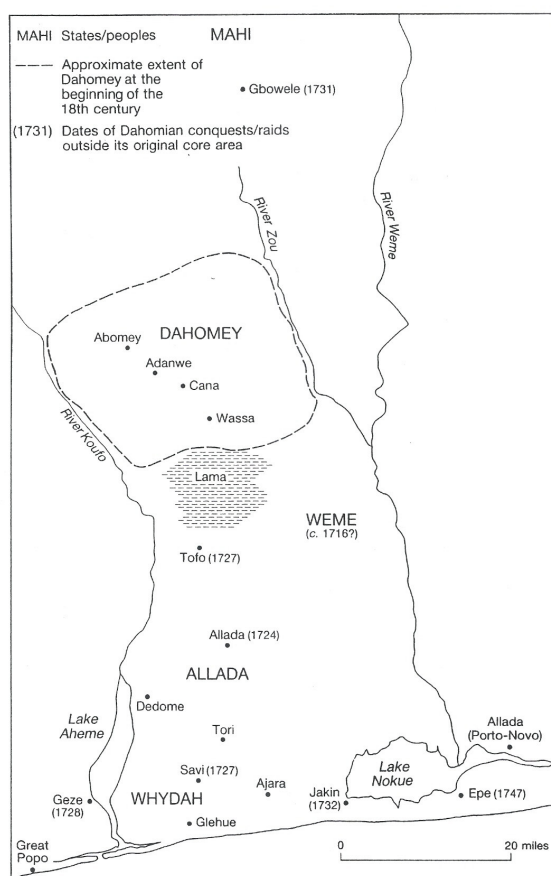 MAHI States/peoples
Approximate extent of
Dahomey at the
beginning of the
18th century
(1731) Dates of Dahomian conquests/raids
outside its original core area
MAHI
Gbowele (1731)
River Zou
River Weme
DAHOMEY
Abomey
Adanwe
Cana
Wassa
River Koufo
Lama
WEME
(c. 1716?)
Tofo (1727)
Allada (1724)
ALLADA
Dedome
Lake
Aheme
Tori
Allada
(Porto-Novo)
Savi (1727)
Ajara
Lake
Nokue
Geze
(1728)
WHYDAH
Jakin
(1732)
Epe (1747)
Glehue
Great
Popo
0 20 miles